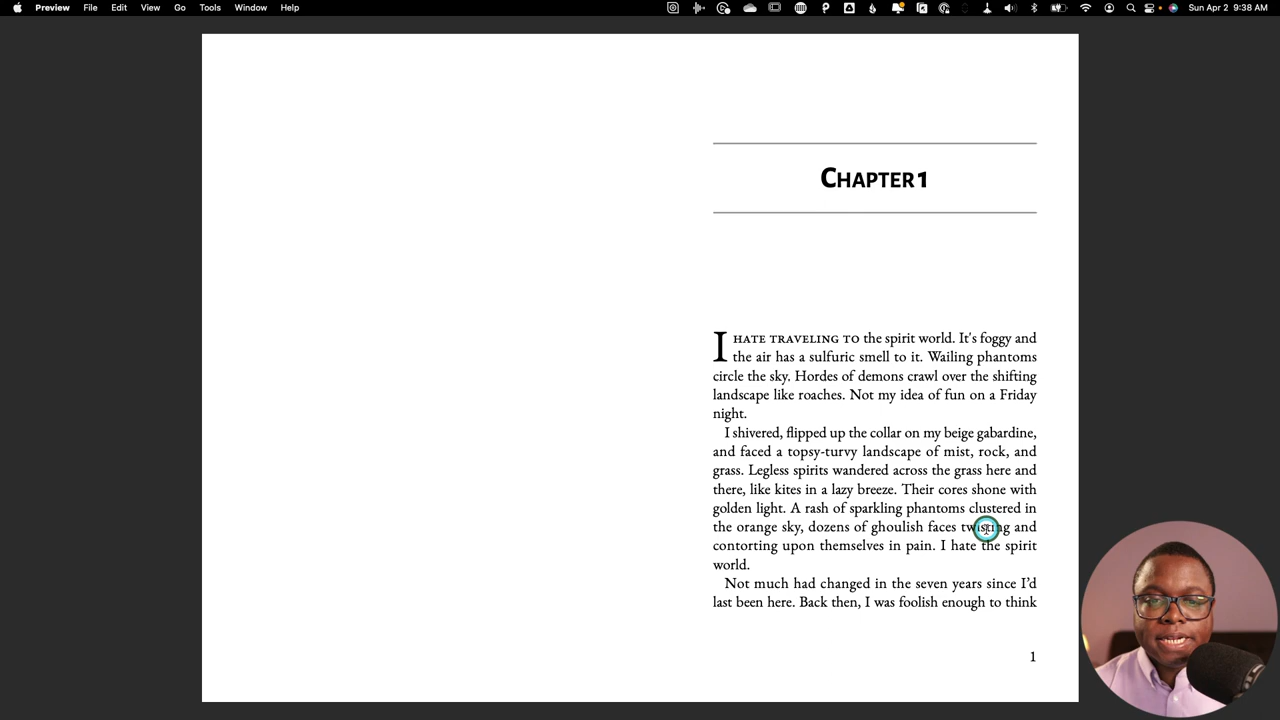 Preview File Edit View Go Tools Window Help Sun Apr 2 9:38 AM
CHAPTER 1
I HATE TRAVELING TO the spirit world. It's foggy and
the air has a sulfuric smell to it. Wailing phantoms
circle the sky. Hordes of demons crawl over the shifting
landscape like roaches. Not my idea of fun on a Friday
night.
I shivered, flipped up the collar on my beige gabardine,
and faced a topsy-turvy landscape of mist, rock, and
grass. Legless spirits wandered across the grass here and
there, like kites in a lazy breeze. Their cores shone with
golden light. A rash of sparkling phantoms clustered in
the orange sky, dozens of ghoulish faces twisting and
contorting upon themselves in pain. I hate the spirit
world.
Not much had changed in the seven years since I’d
last been here. Back then, I was foolish enough to think
1